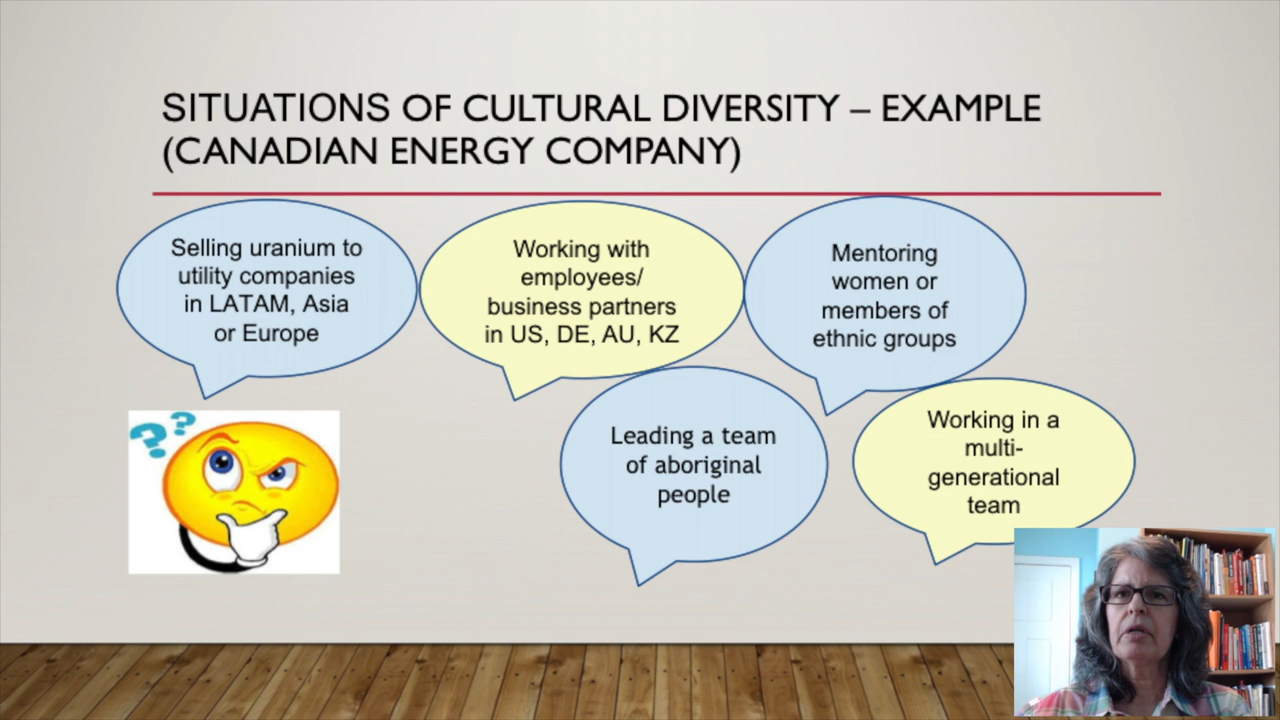 SITUATIONS OF CULTURAL DIVERSITY – EXAMPLE
(CANADIAN ENERGY COMPANY)
Selling uranium to
utility companies
in LATAM, Asia
or Europe
Working with
employees/
business partners
in US, DE, AU, KZ
Mentoring
women or
members of
ethnic groups
Leading a team
of aboriginal
people
Working in a
multi-
generational
team
??